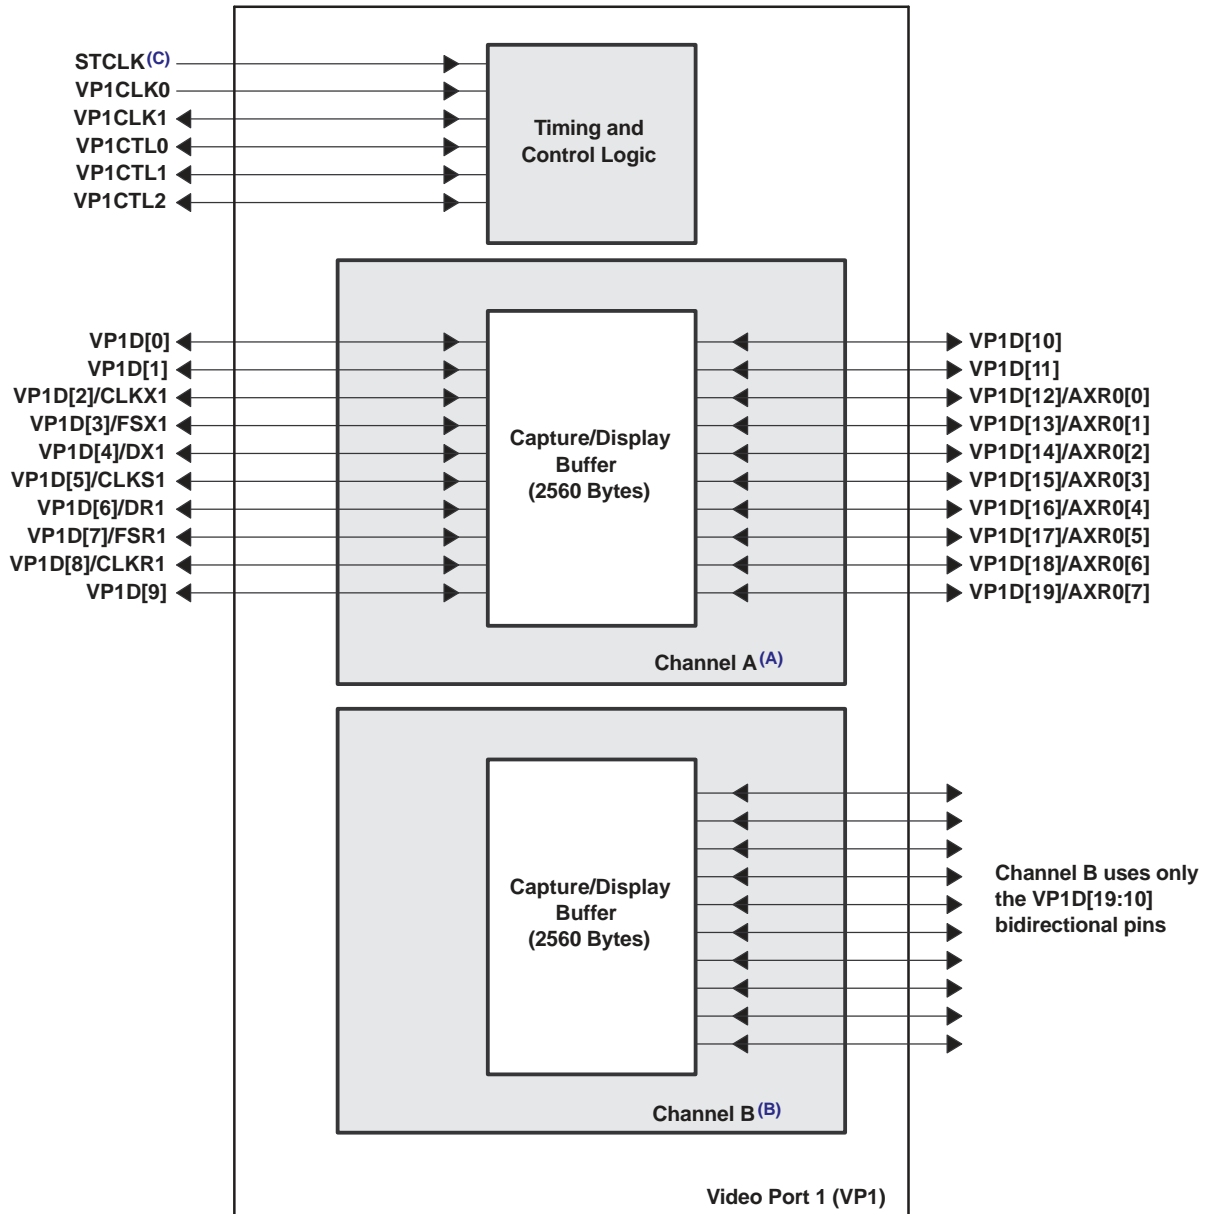 STCLK(C)
VP1CLK0
VP1CLK1
VP1CTL0
VP1CTL1
VP1CTL2
Timing and
Control Logic
VP1D[0]
VP1D[1]
VP1D[2]/CLKX1
VP1D[3]/FSX1
VP1D[4]/DX1
VP1D[5]/CLKS1
VP1D[6]/DR1
VP1D[7]/FSR1
VP1D[8]/CLKR1
VP1D[9]
Capture/Display
Buffer
(2560 Bytes)
VP1D[10]
VP1D[11]
VP1D[12]/AXR0[0]
VP1D[13]/AXR0[1]
VP1D[14]/AXR0[2]
VP1D[15]/AXR0[3]
VP1D[16]/AXR0[4]
VP1D[17]/AXR0[5]
VP1D[18]/AXR0[6]
VP1D[19]/AXR0[7]
Channel A(A)
Capture/Display
Buffer
(2560 Bytes)
Channel B uses only
the VP1D[19:10]
bidirectional pins
Channel B(B)
Video Port 1 (VP1)